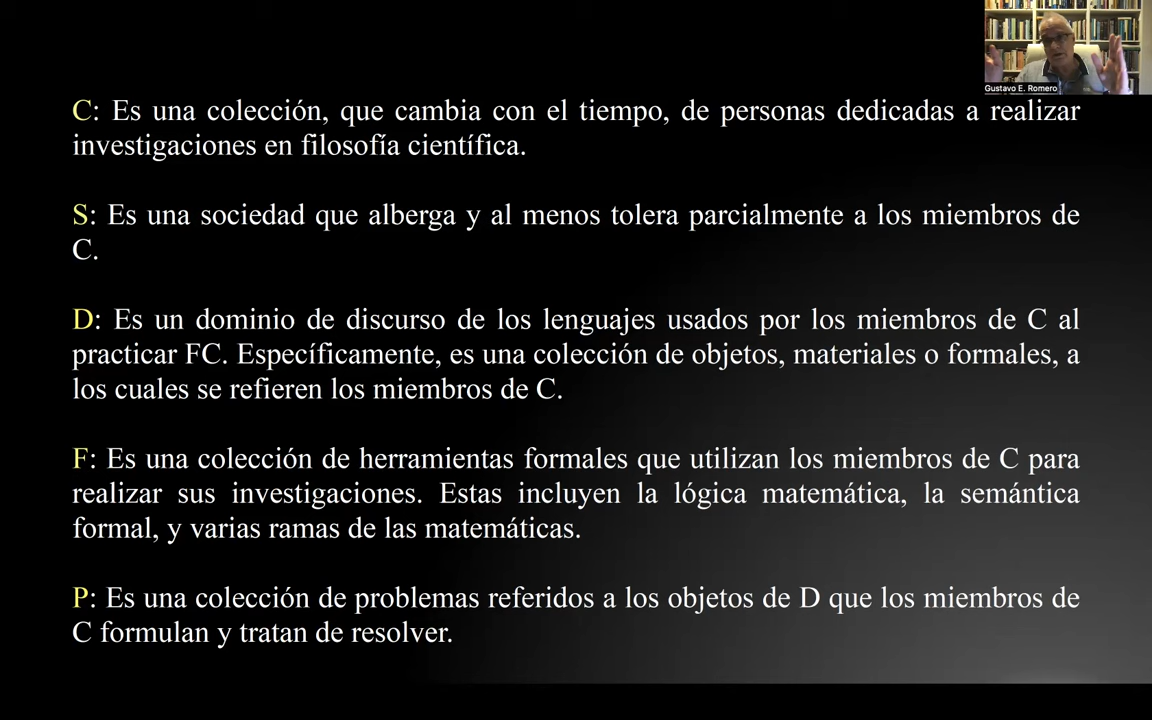 Gustavo E. Romero
C: Es una colección, que cambia con el tiempo, de personas dedicadas a realizar
investigaciones en filosofía científica.
S: Es una sociedad que alberga y al menos tolera parcialmente a los miembros de
C.
D: Es un dominio de discurso de los lenguajes usados por los miembros de C al
practicar FC. Específicamente, es una colección de objetos, materiales o formales, a
los cuales se refieren los miembros de C.
F: Es una colección de herramientas formales que utilizan los miembros de C para
realizar sus investigaciones. Estas incluyen la lógica matemática, la semántica
formal, y varias ramas de las matemáticas.
P: Es una colección de problemas referidos a los objetos de D que los miembros de
C formulan y tratan de resolver.